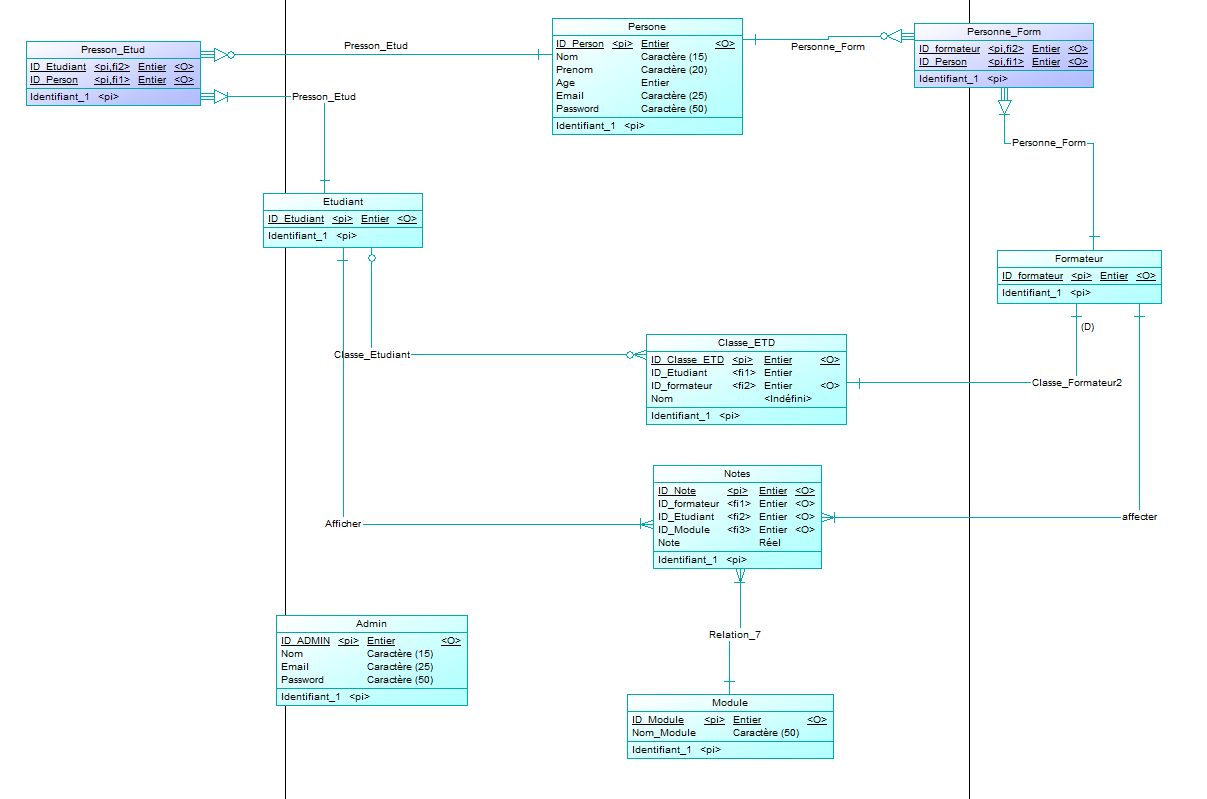 Presson_Etud
ID_Etudiant <pi,fi2> Entier <O>
ID_Person <pi,fi1> Entier <O>
Identifiant_1 <pi>
Presson_Etud
Presson_Etud
Persone
ID_Person <pi> Entier <O>
Nom Caractère (15)
Prenom Caractère (20)
Age Entier
Email Caractère (25)
Password Caractère (50)
Identifiant_1 <pi>
Personne_Form
Personne_Form
ID_formateur <pi,fi2> Entier <O>
ID_Person <pi,fi1> Entier <O>
Identifiant_1 <pi>
Personne_Form
Etudiant
ID_Etudiant <pi> Entier <O>
Identifiant_1 <pi>
Formateur
ID_formateur <pi> Entier <O>
Identifiant_1 <pi>
(D)
Classe_Etudiant
Classe_ETD
ID_Classe_ETD <pi> Entier <O>
ID_Etudiant <fi1> Entier
ID_formateur <fi2> Entier <O>
Nom <Indéfini>
Identifiant_1 <pi>
Classe_Formateur2
Notes
ID_Note <pi> Entier <O>
ID_formateur <fi1> Entier <O>
ID_Etudiant <fi2> Entier <O>
ID_Module <fi3> Entier <O>
Note Réel
Identifiant_1 <pi>
Afficher
affecter
Relation_7
Admin
ID_ADMIN <pi> Entier <O>
Nom Caractère (15)
Email Caractère (25)
Password Caractère (50)
Identifiant_1 <pi>
Module
ID_Module <pi> Entier <O>
Nom_Module Caractère (50)
Identifiant_1 <pi>